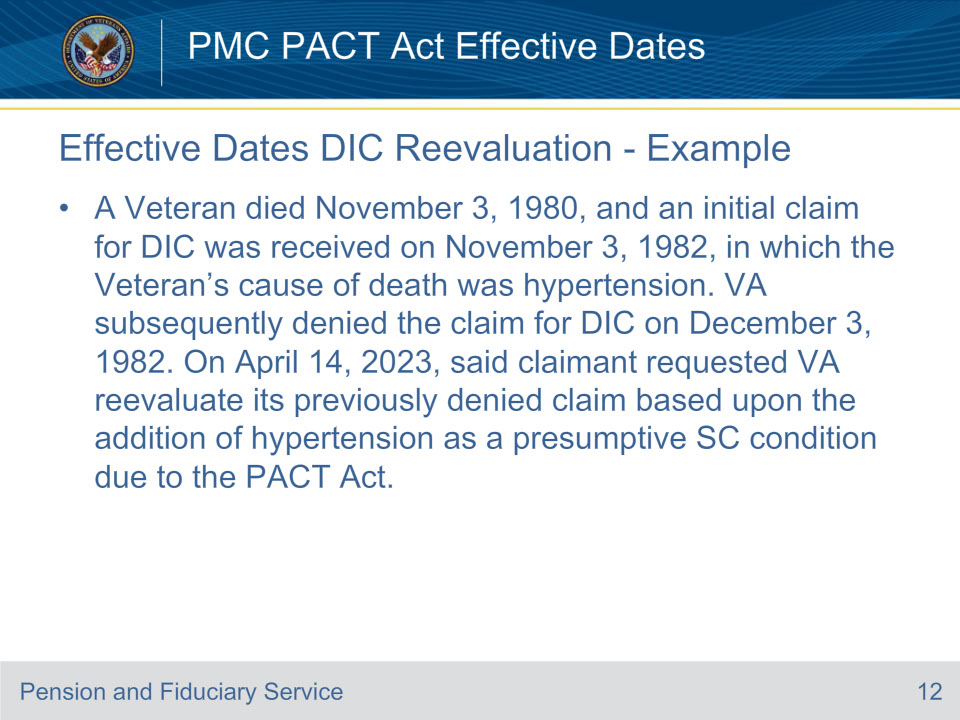 PMC PACT Act Effective Dates
Effective Dates DIC Reevaluation - Example
• A Veteran died November 3, 1980, and an initial claim
for DIC was received on November 3, 1982, in which the
Veteran’s cause of death was hypertension. VA
subsequently denied the claim for DIC on December 3,
1982. On April 14, 2023, said claimant requested VA
reevaluate its previously denied claim based upon the
addition of hypertension as a presumptive SC condition
due to the PACT Act.
Pension and Fiduciary Service
12